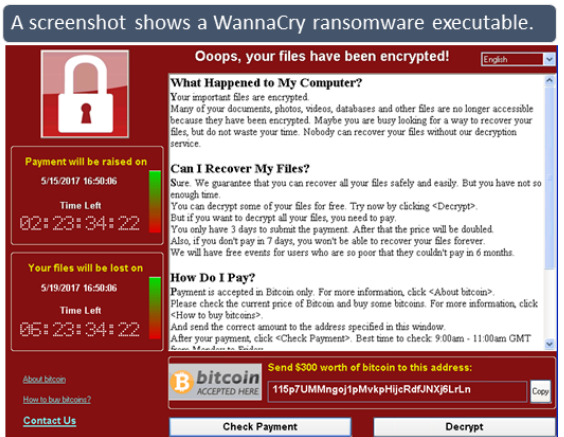 A screenshot shows a WannaCry ransomware executable.
Ooops, your files have been encrypted!
English
Payment will be raised on
5/15/2017 16:50:06
Time Left
02:23:34:22
Your files will be lost on
5/19/2017 16:50:06
Time Left
06:23:34:22
About bitcoin
How to buy bitcoins?
Contact Us
What Happened to My Computer?
Your important files are encrypted.
Many of your documents, photos, videos, databases and other files are no longer accessible
because they have been encrypted. Maybe you are busy looking for a way to recover your
files, but do not waste your time. Nobody can recover your files without our decryption
service.
Can I Recover My Files?
Sure. We guarantee that you can recover all your files safely and easily. But you have not so
enough time.
You can decrypt some of your files for free. Try now by clicking <Decrypt>.
But if you want to decrypt all your files, you need to pay.
You only have 3 days to submit the payment. After that the price will be doubled.
Also, if you don't pay in 7 days, you won't be able to recover your files forever.
We will have free events for users who are so poor that they couldn't pay in 6 months.
How Do I Pay?
Payment is accepted in Bitcoin only. For more information, click <About bitcoin>.
Please check the current price of Bitcoin and buy some bitcoins. For more information, click
<How to buy bitcoins>.
And send the correct amount to the address specified in this window.
After your payment, click <Check Payment>. Best time to check: 9:00am - 11:00am GMT
from Monday to Friday
bitcoin
ACCEPTED HERE
Send $300 worth of bitcoin to this address:
115p7UMMngoj1pMvkpHijcRdfJNXj6LrLn
Copy
Check Payment
Decrypt